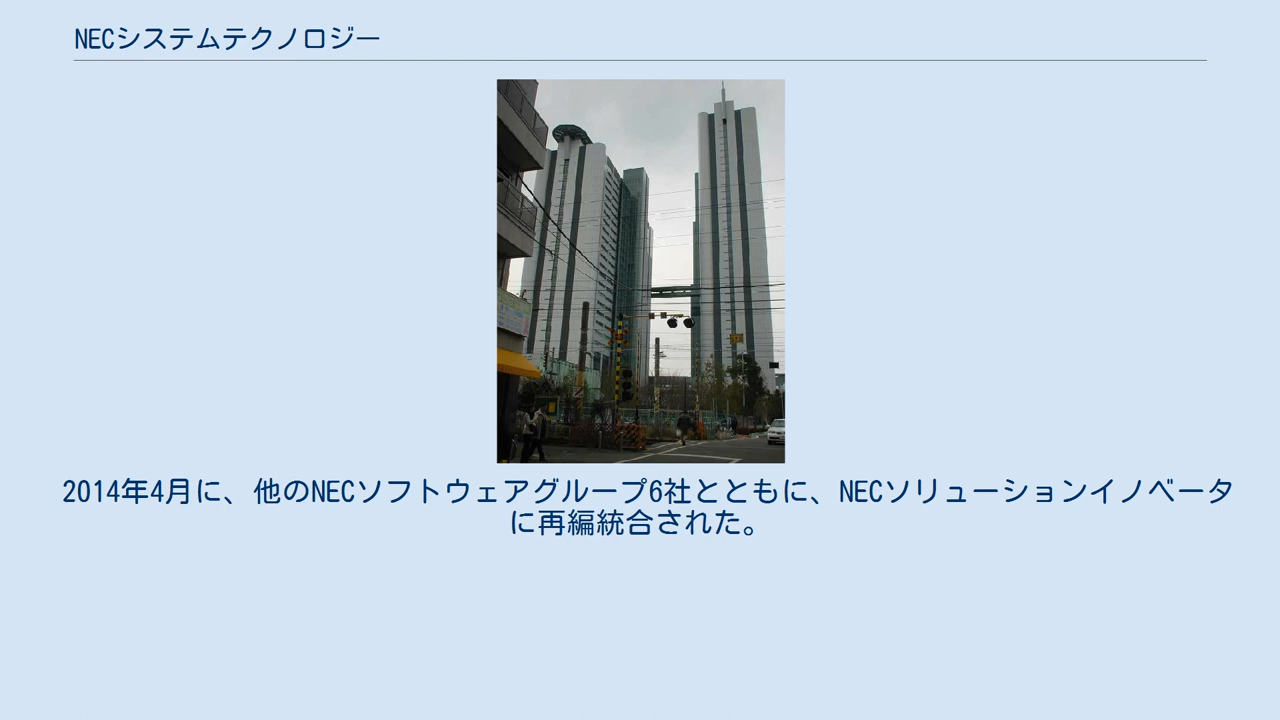 NECシステムテクノロジー
2014年4月に、他のNECソフトウェアグループ6社とともに、NECソリューションイノベータ
に再編統合された。